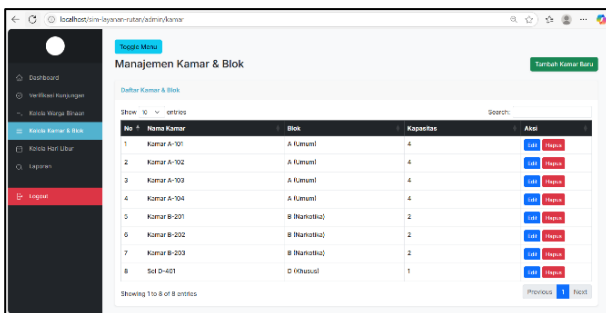 localhost/sim-layanan-rutan/admin/kamar
Toggle Menu
Manajemen Kamar & Blok
Tambah Kamar Baru
Dashboard
Verifikasi Kunjungan
Kelola Warga Binaan
Kelola Kamar & Blok
Kelola Hari Libur
Laporan
Logout
Daftar Kamar & Blok
Show 10 entries Search:
No Nama Kamar Blok Kapasitas Aksi
1 Kamar A-101 A (Umum) 4 Edit Hapus
2 Kamar A-102 A (Umum) 4 Edit Hapus
3 Kamar A-103 A (Umum) 4 Edit Hapus
4 Kamar A-104 A (Umum) 4 Edit Hapus
5 Kamar B-201 B (Narkotika) 2 Edit Hapus
6 Kamar B-202 B (Narkotika) 2 Edit Hapus
7 Kamar B-203 B (Narkotika) 2 Edit Hapus
8 Sel D-401 D (Khusus) 1 Edit Hapus
Showing 1 to 8 of 8 entries Previous 1 Next